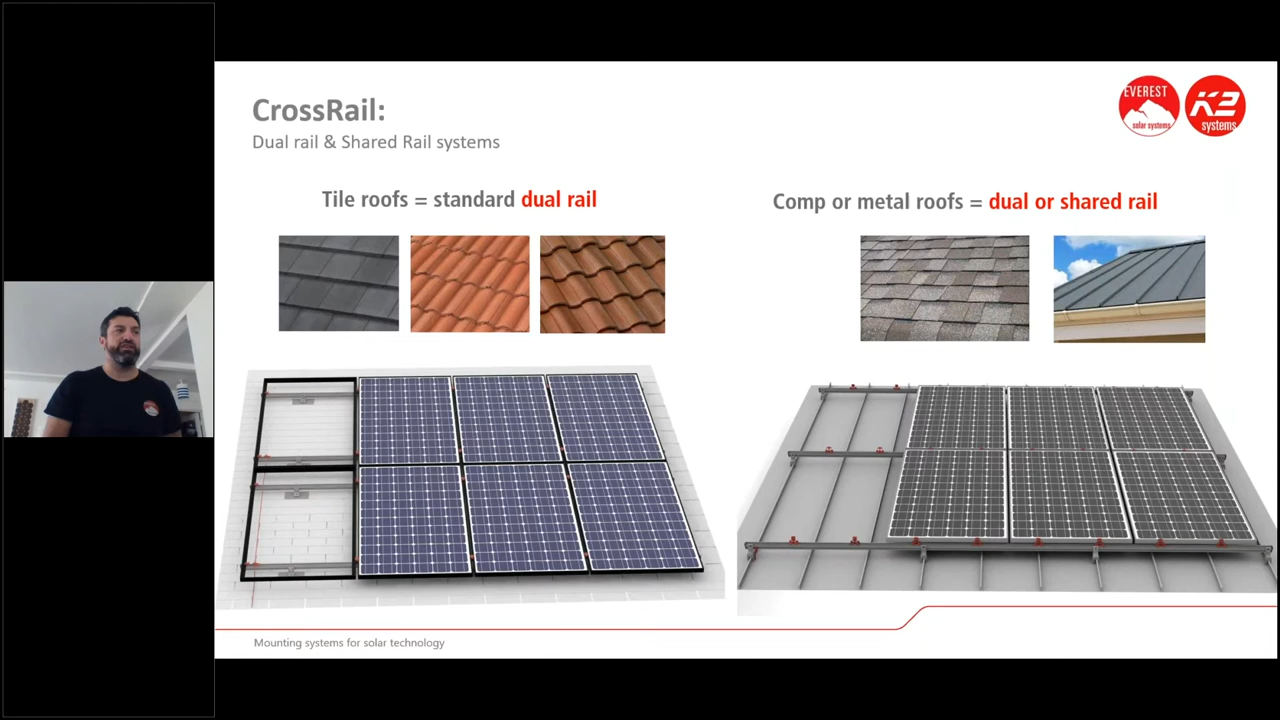 CrossRail:
Dual rail & Shared Rail systems
EVEREST
solar systems
K2
systems
Tile roofs = standard dual rail
Comp or metal roofs = dual or shared rail
Mounting systems for solar technology